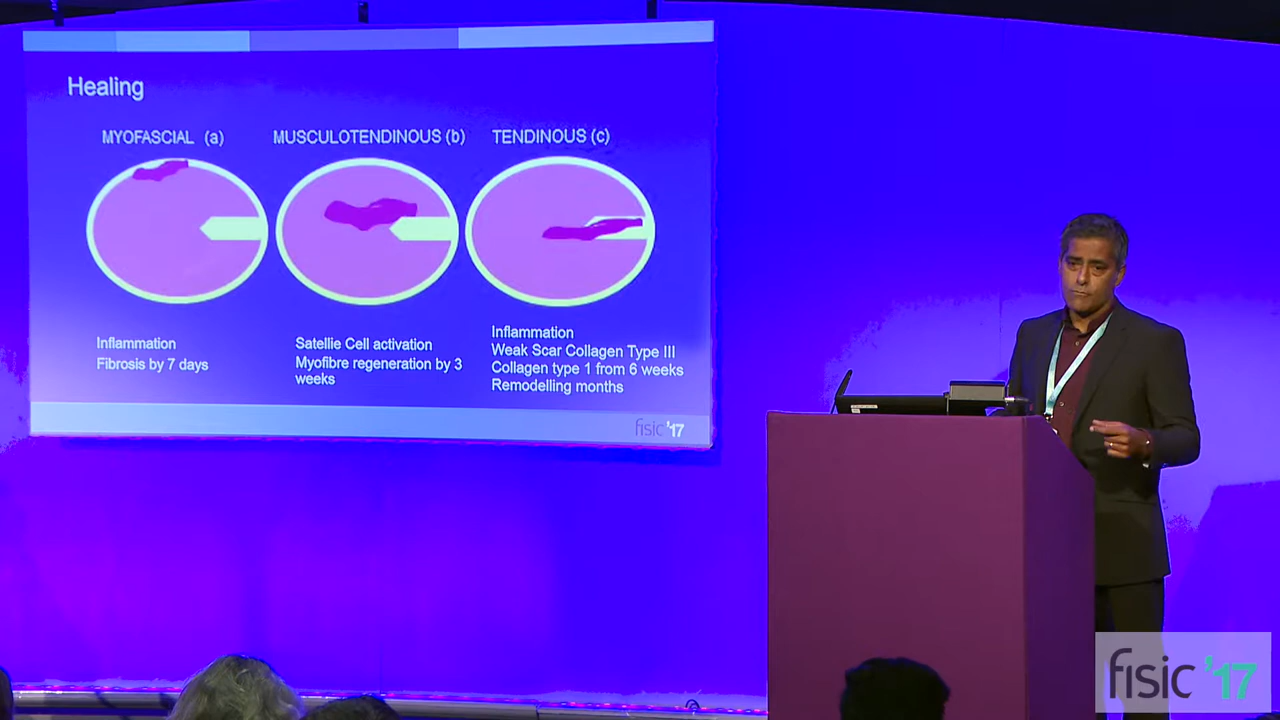 Healing
MYOFASCIAL (a)
MUSCULOTENDINOUS (b)
TENDINOUS (c)
Inflammation
Fibrosis by 7 days
Satellie Cell activation
Myofibre regeneration by 3
weeks
Inflammation
Weak Scar Collagen Type III
Collagen type 1 from 6 weeks
Remodelling months
fisic '17
fisic '17